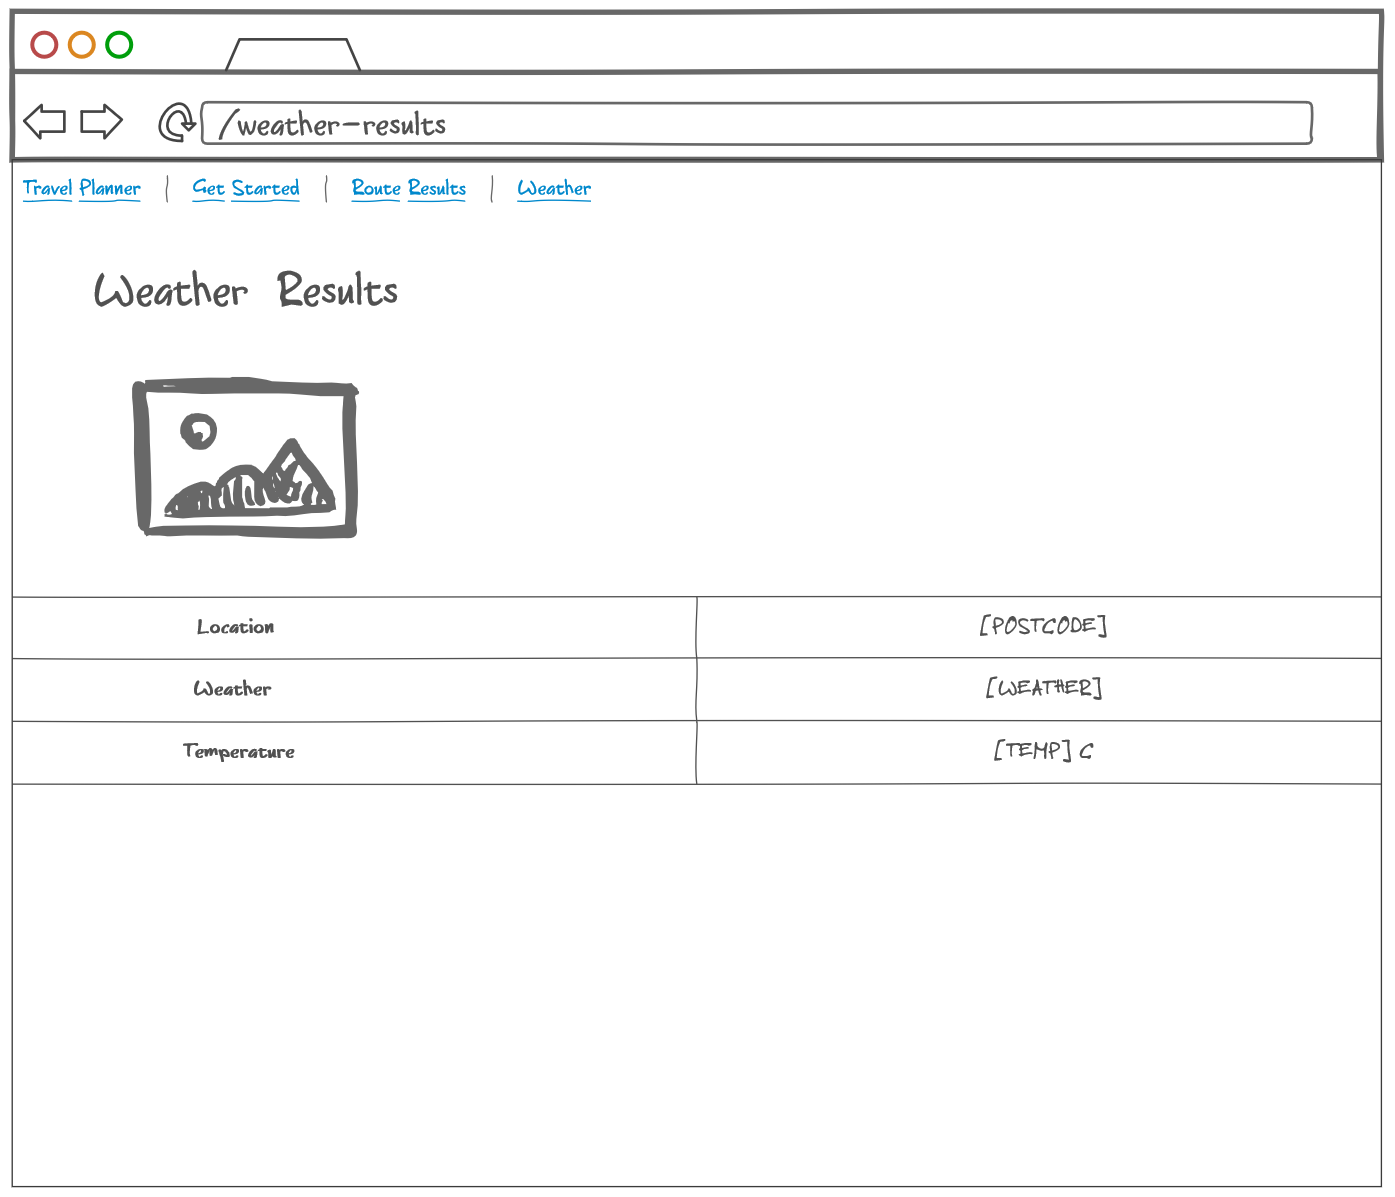 /weather-results
Travel Planner | Get Started | Route Results | Weather
Weather Results
Location [POSTCODE]
Weather [WEATHER]
Temperature [TEMP] C